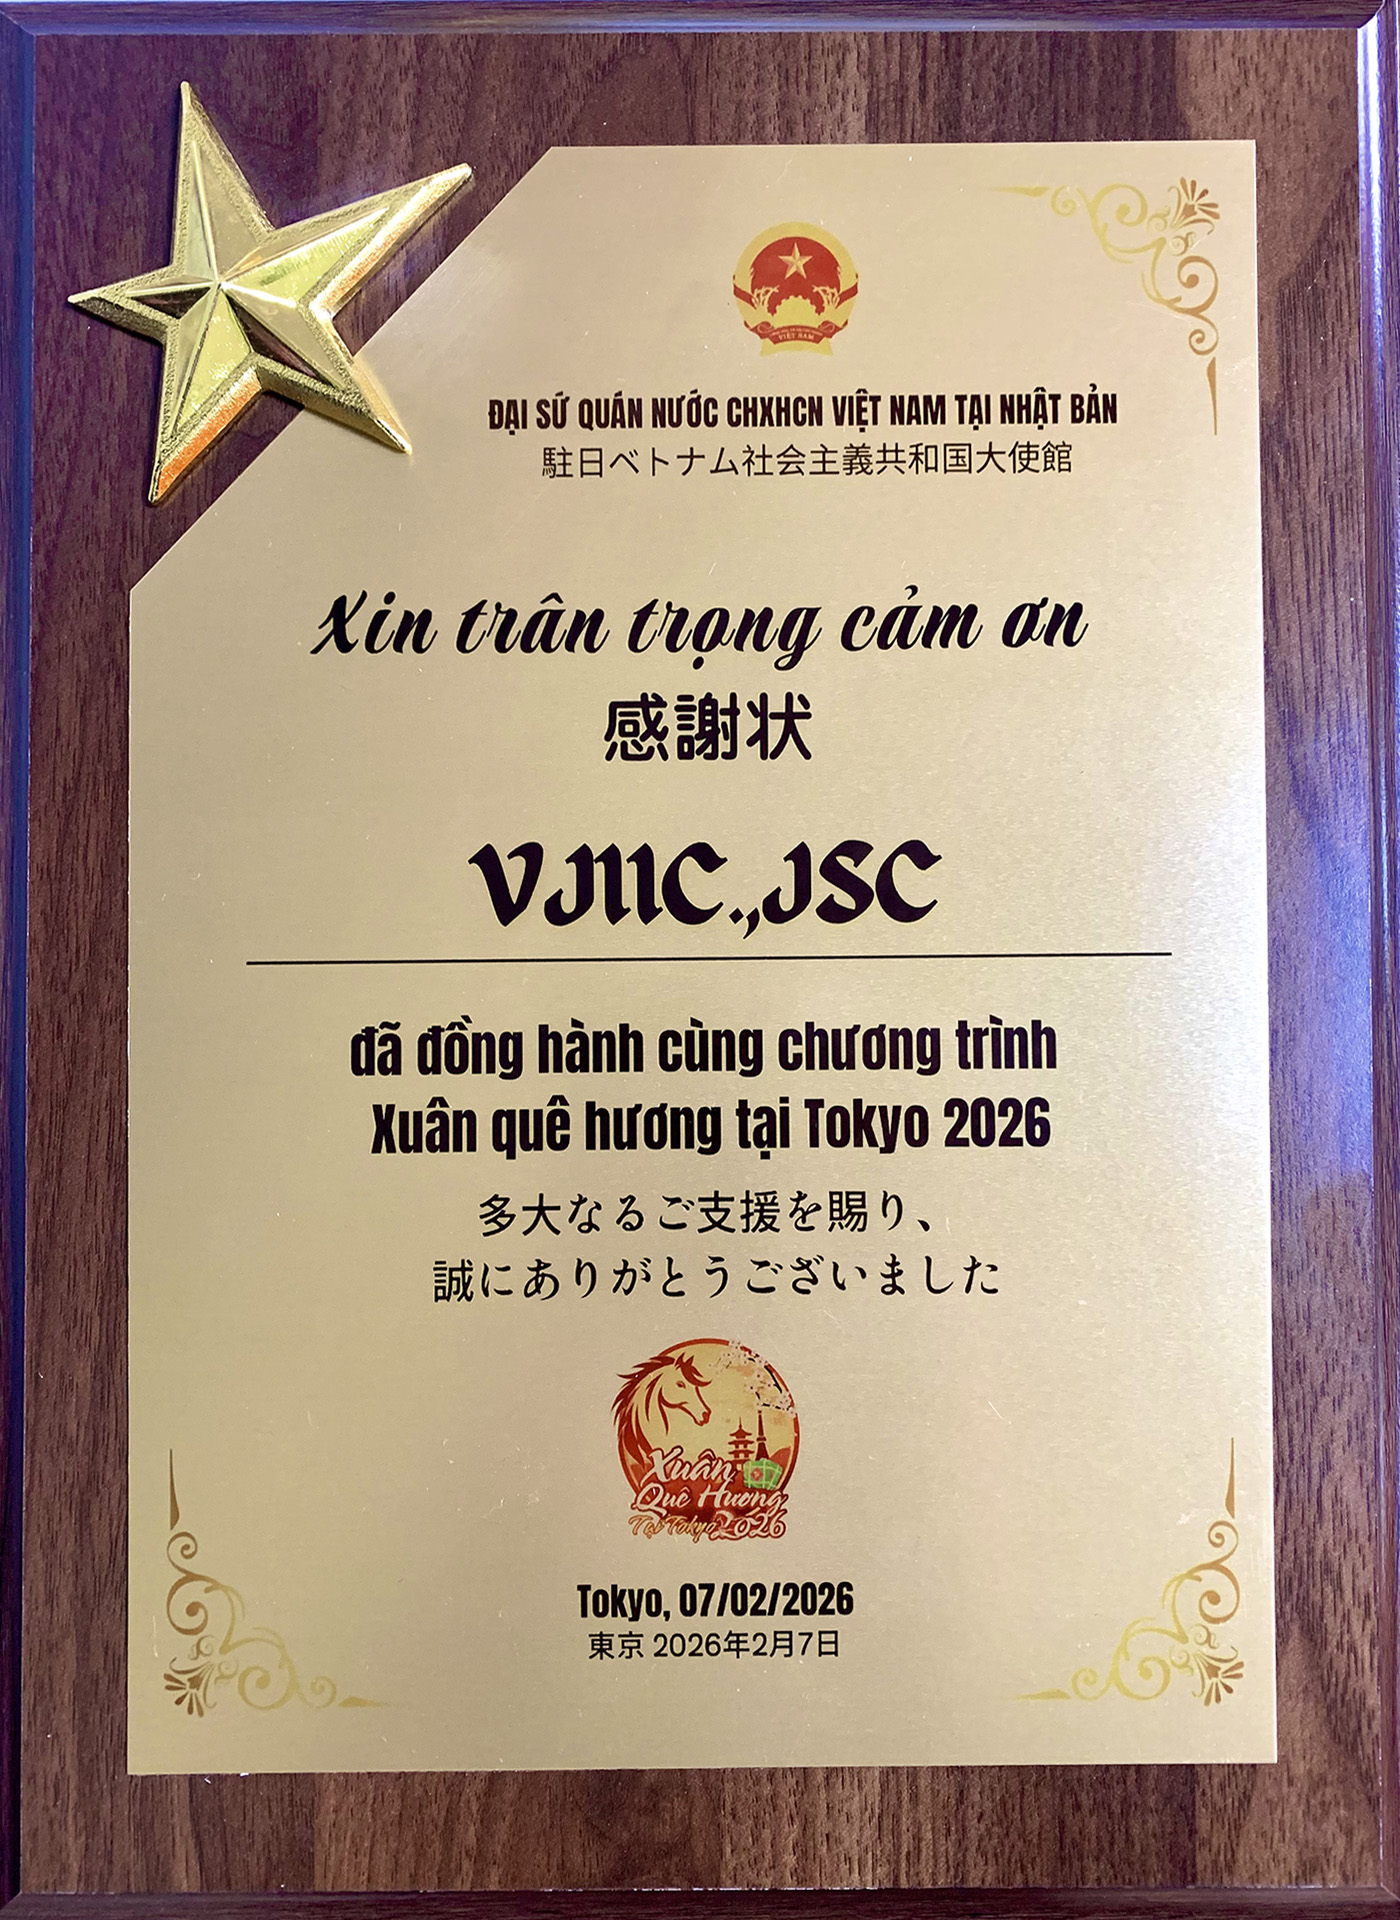 VIỆT NAM
ĐẠI SỨ QUÁN NƯỚC CHXHCN VIỆT NAM TẠI NHẬT BẢN
駐日ベトナム社会主義共和国大使館
Xin trân trọng cảm ơn
感謝状
VJMC.,JSC
đã đồng hành cùng chương trình
Xuân quê hương tại Tokyo 2026
多大なるご支援を賜り、
誠にありがとうございました
Xuân
Quê Hương
Tại Tokyo 2026
Tokyo, 07/02/2026
東京 2026年2月7日